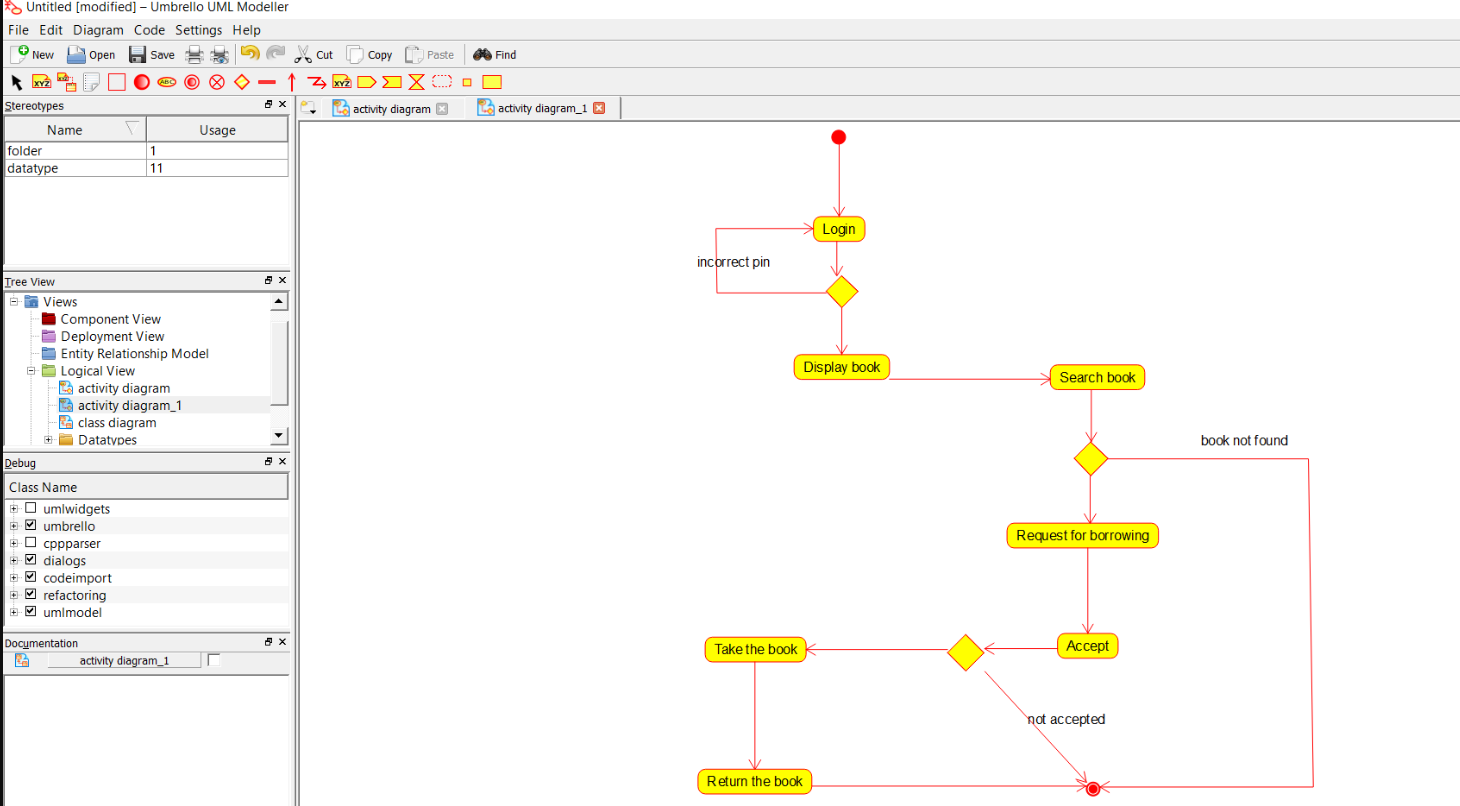 Untitled [modified] – Umbrello UML Modeller
File Edit Diagram Code Settings Help
New Open Save Cut Copy Paste Find
XYZ XYZ ABC XYZ
Stereotypes
activity diagram activity diagram_1
Name Usage
folder 1
datatype 11
Tree View
Views
Component View
Deployment View
Entity Relationship Model
Logical View
activity diagram
activity diagram_1
class diagram
Datatypes
Debug
Class Name
umlwidgets
umbrello
cppparser
dialogs
codeimport
refactoring
umlmodel
Documentation
activity diagram_1
Login
incorrect pin
Display book
Search book
book not found
Request for borrowing
Accept
Take the book
not accepted
Return the book